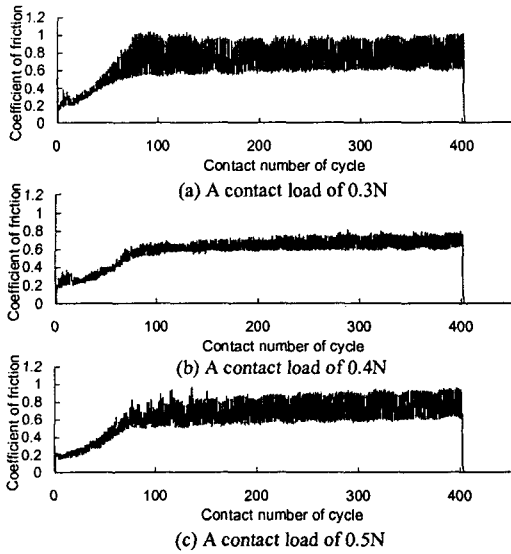 Coefficient of friction
1.2
1
0.8
0.6
0.4
0.2
0
0 100 200 300 400
Contact number of cycle
(a) A contact load of 0.3N
Coefficient of friction
1.2
1
0.8
0.6
0.4
0.2
0
0 100 200 300 400
Contact number of cycle
(b) A contact load of 0.4N
Coefficient of friction
1.2
1
0.8
0.6
0.4
0.2
0
0 100 200 300 400
Contact number of cycle
(c) A contact load of 0.5N